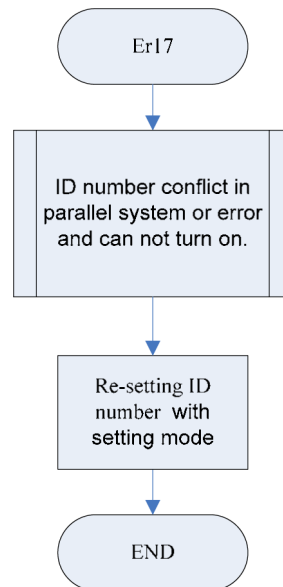 Er17
ID number conflict in
parallel system or error
and can not turn on.
Re-setting ID
number with
setting mode
END